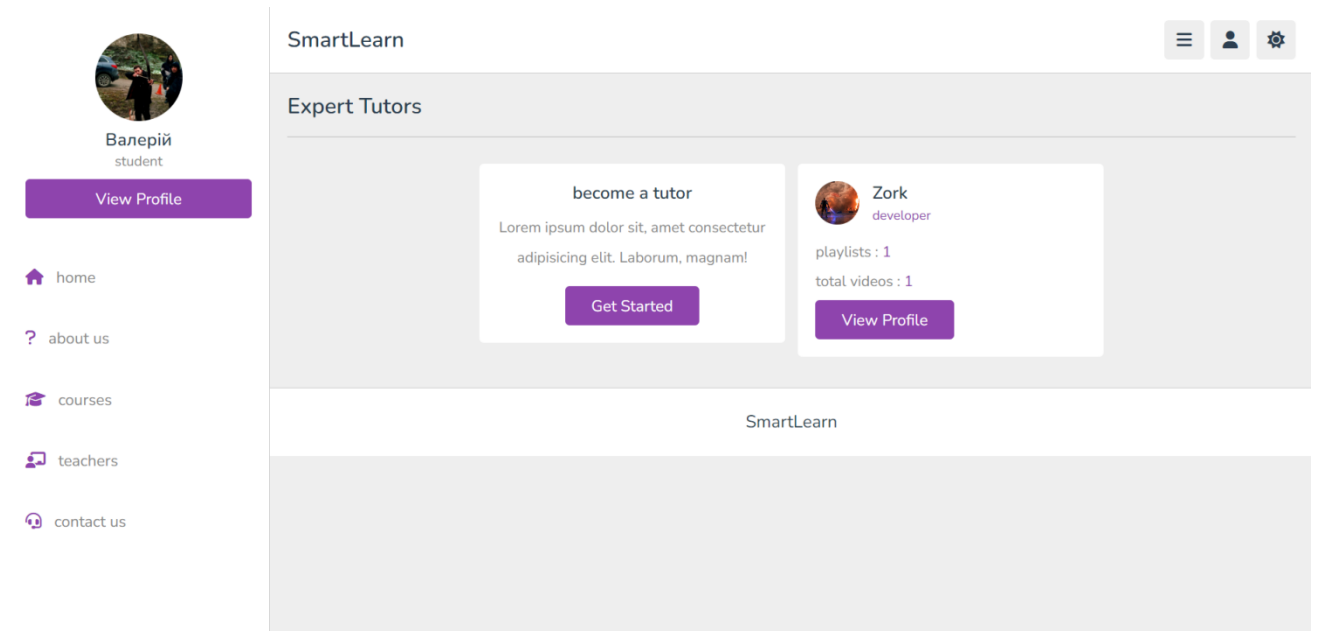 Валерій
student
View Profile
home
? about us
courses
teachers
contact us
SmartLearn
Expert Tutors
become a tutor
Lorem ipsum dolor sit, amet consectetur
adipisicing elit. Laborum, magnam!
Get Started
Zork
developer
playlists : 1
total videos : 1
View Profile
SmartLearn